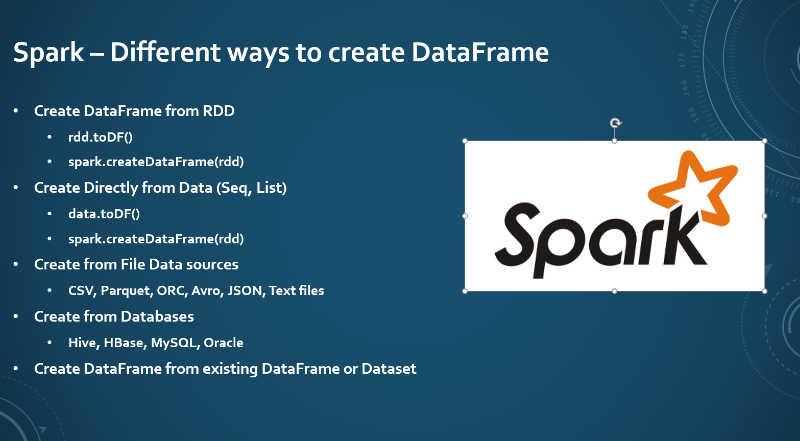 Spark – Different ways to create DataFrame
• Create DataFrame from RDD
• rdd.toDF()
• spark.createDataFrame(rdd)
• Create Directly from Data (Seq, List)
• data.toDF()
• spark.createDataFrame(rdd)
• Create from File Data sources
• CSV, Parquet, ORC, Avro, JSON, Text files
• Create from Databases
• Hive, HBase, MySQL, Oracle
• Create DataFrame from existing DataFrame or Dataset
Spark